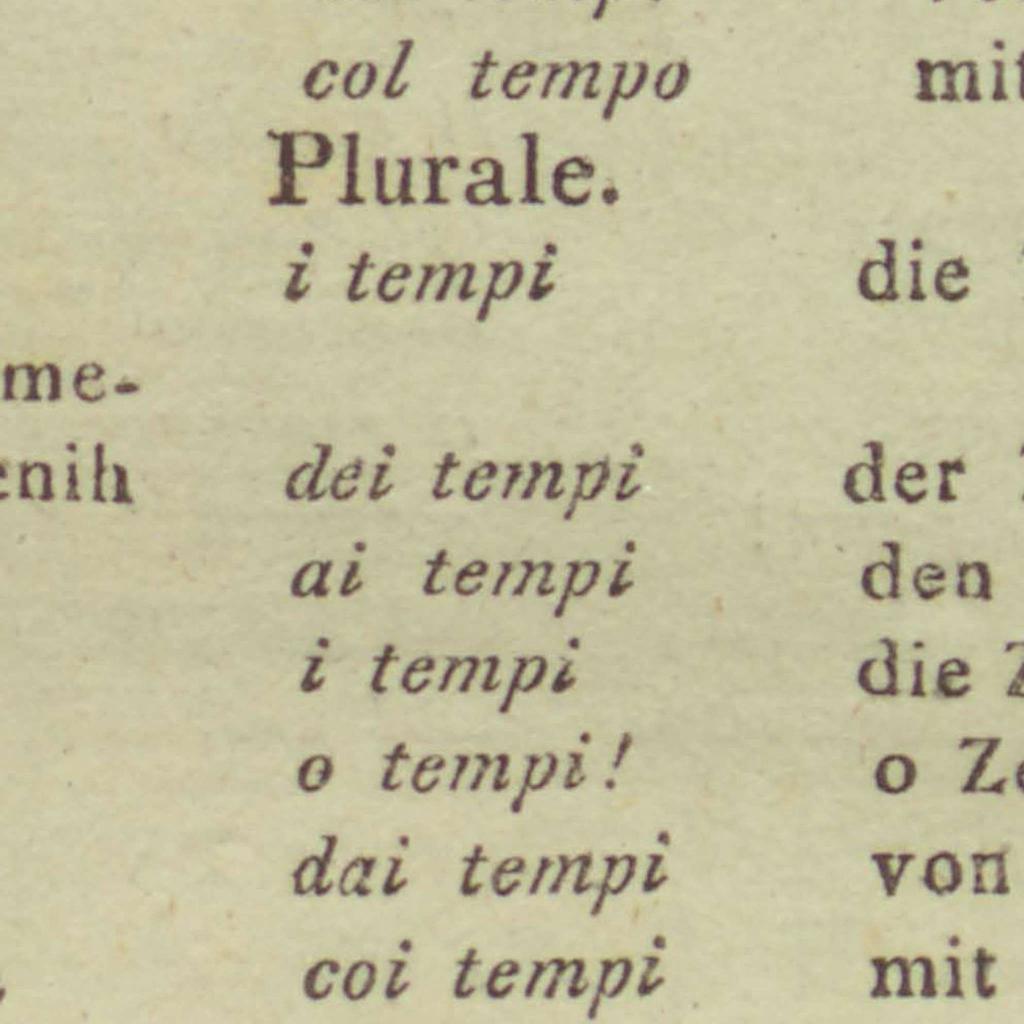 col tempo mit
Plurale.
i tempi die
me-
enih dei tempi der
ai tempi den
i tempi die Z
o tempi! o Ze
dai tempi von
coi tempi mit